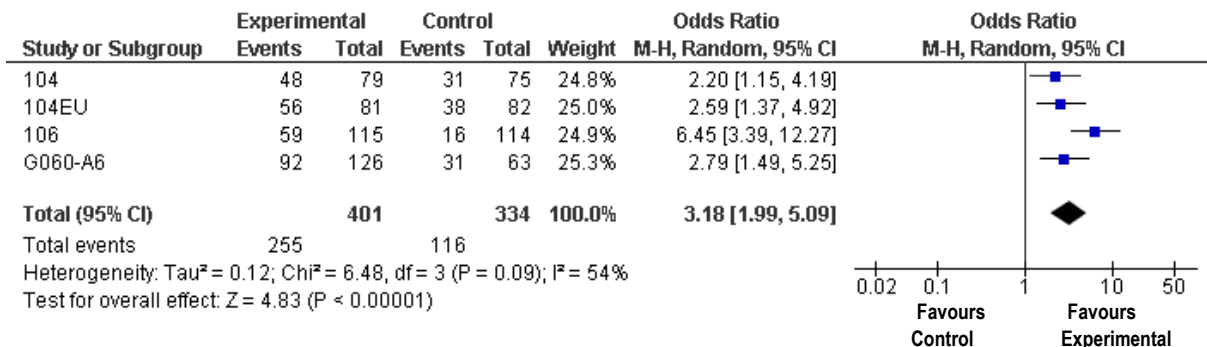 Experimental Control Odds Ratio Odds Ratio
Study or Subgroup Events Total Events Total Weight M-H, Random, 95% CI M-H, Random, 95% CI
104 48 79 31 75 24.8% 2.20 [1.15, 4.19]
104EU 56 81 38 82 25.0% 2.59 [1.37, 4.92]
106 59 115 16 114 24.9% 6.45 [3.39, 12.27]
G060-A6 92 126 31 63 25.3% 2.79 [1.49, 5.25]
Total (95% CI) 401 334 100.0% 3.18 [1.99, 5.09]
Total events 255 116
Heterogeneity: Tau² = 0.12; Chi² = 6.48, df = 3 (P = 0.09); I² = 54%
Test for overall effect: Z = 4.83 (P < 0.00001)
0.02 0.1 1 10 50
Favours Favours
Control Experimental